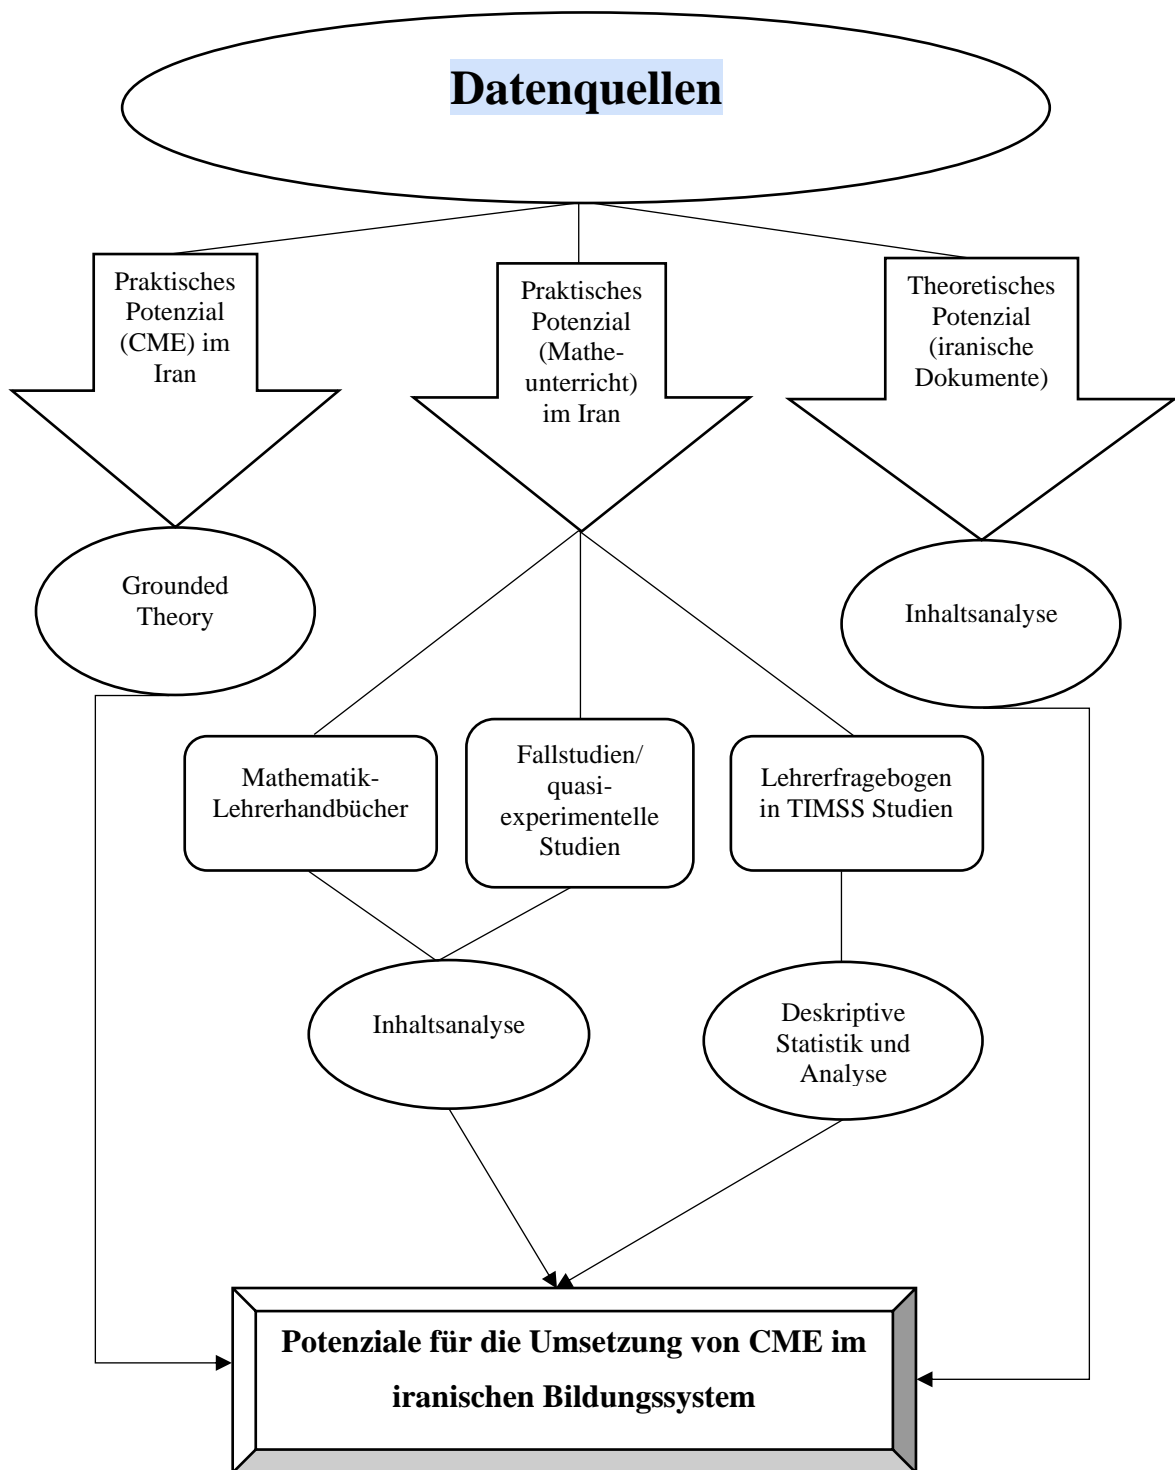 Datenquellen
Praktisches
Potenzial
(CME) im
Iran
Praktisches
Potenzial
(Mathe-
unterricht)
im Iran
Theoretisches
Potenzial
(iranische
Dokumente)
Grounded
Theory
Inhaltsanalyse
Mathematik-
Lehrerhandbücher
Fallstudien/
quasi-
experimentelle
Studien
Lehrerfragebogen
in TIMSS Studien
Inhaltsanalyse
Deskriptive
Statistik und
Analyse
Potenziale für die Umsetzung von CME im
iranischen Bildungssystem